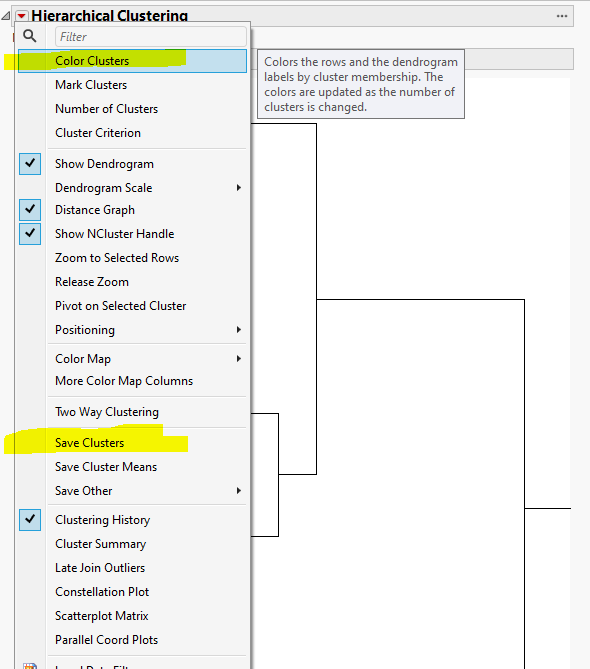 Hierarchical Clustering
Filter
Color Clusters
Colors the rows and the dendrogram
labels by cluster membership. The
colors are updated as the number of
clusters is changed.
Mark Clusters
Number of Clusters
Cluster Criterion
Show Dendrogram
Dendrogram Scale
Distance Graph
Show NCluster Handle
Zoom to Selected Rows
Release Zoom
Pivot on Selected Cluster
Positioning
Color Map
More Color Map Columns
Two Way Clustering
Save Clusters
Save Cluster Means
Save Other
Clustering History
Cluster Summary
Late Join Outliers
Constellation Plot
Scatterplot Matrix
Parallel Coord Plots